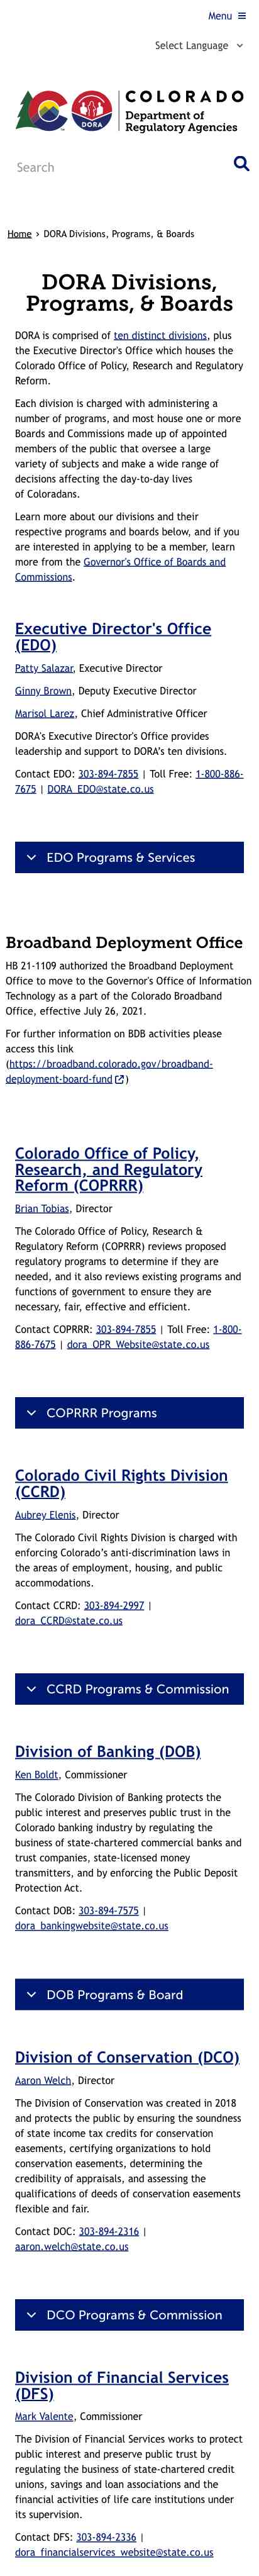 Menu
Select Language
CO
DORA
COLORADO
Department of
Regulatory Agencies
Search
Home > DORA Divisions, Programs, & Boards
DORA Divisions,
Programs, & Boards
DORA is comprised of ten distinct divisions, plus
the Executive Director's Office which houses the
Colorado Office of Policy, Research and Regulatory
Reform.
Each division is charged with administering a
number of programs, and most house one or more
Boards and Commissions made up of appointed
members of the public that oversee a large
variety of subjects and make a wide range of
decisions affecting the day-to-day lives
of Coloradans.
Learn more about our divisions and their
respective programs and boards below, and if you
are interested in applying to be a member, learn
more from the Governor's Office of Boards and
Commissions.
Executive Director's Office
(EDO)
Patty Salazar, Executive Director
Ginny Brown, Deputy Executive Director
Marisol Larez, Chief Administrative Officer
DORA's Executive Director's Office provides
leadership and support to DORA's ten divisions.
Contact EDO: 303-894-7855 | Toll Free: 1-800-886-
7675 | DORA_EDO@state.co.us
EDO Programs & Services
Broadband Deployment Office
HB 21-1109 authorized the Broadband Deployment
Office to move to the Governor's Office of Information
Technology as a part of the Colorado Broadband
Office, effective July 26, 2021.
For further information on BDB activities please
access this link
(https://broadband.colorado.gov/broadband-
deployment-board-fund)
Colorado Office of Policy,
Research, and Regulatory
Reform (COPRRR)
Brian Tobias, Director
The Colorado Office of Policy, Research &
Regulatory Reform (COPRRR) reviews proposed
regulatory programs to determine if they are
needed, and it also reviews existing programs and
functions of government to ensure they are
necessary, fair, effective and efficient.
Contact COPRRR: 303-894-7855 | Toll Free: 1-800-
886-7675 | dora_OPR_Website@state.co.us
COPRRR Programs
Colorado Civil Rights Division
(CCRD)
Aubrey Elenis, Director
The Colorado Civil Rights Division is charged with
enforcing Colorado's anti-discrimination laws in
the areas of employment, housing, and public
accommodations.
Contact CCRD: 303-894-2997 |
dora_CCRD@state.co.us
CCRD Programs & Commission
Division of Banking (DOB)
Ken Boldt, Commissioner
The Colorado Division of Banking protects the
public interest and preserves public trust in the
Colorado banking industry by regulating the
business of state-chartered commercial banks and
trust companies, state-licensed money
transmitters, and by enforcing the Public Deposit
Protection Act.
Contact DOB: 303-894-7575 |
dora_bankingwebsite@state.co.us
DOB Programs & Board
Division of Conservation (DCO)
Aaron Welch, Director
The Division of Conservation was created in 2018
and protects the public by ensuring the soundness
of state income tax credits for conservation
easements, certifying organizations to hold
conservation easements, determining the
credibility of appraisals, and assessing the
qualifications of deeds of conservation easements
flexible and fair.
Contact DOC: 303-894-2316 |
aaron.welch@state.co.us
DCO Programs & Commission
Division of Financial Services
(DFS)
Mark Valente, Commissioner
The Division of Financial Services works to protect
public interest and preserve public trust by
regulating the business of state-chartered credit
unions, savings and loan associations and the
financial activities of life care institutions under
its supervision.
Contact DFS: 303-894-2336 |
dora_financialservices_website@state.co.us